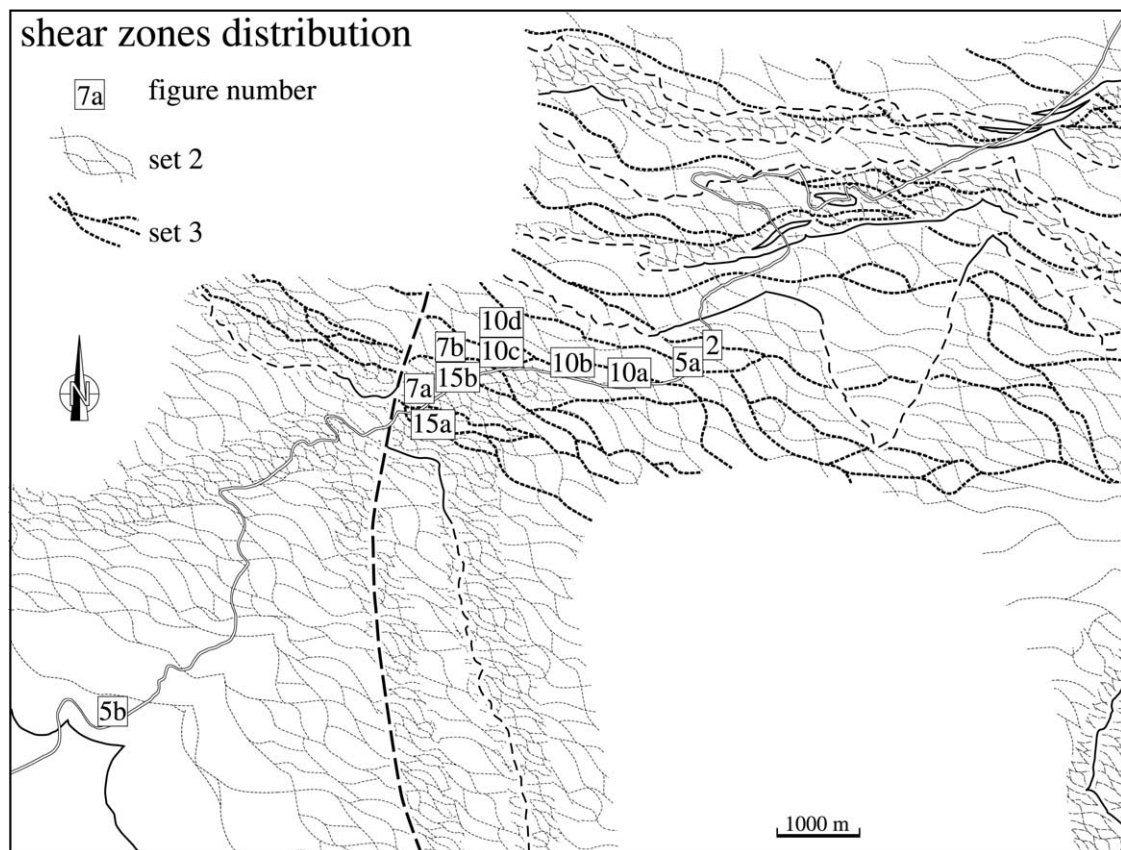 shear zones distribution
7a figure number
set 2
set 3
N
10d
7b
10c
2
15b
10b
5a
7a
10a
15a
5b
1000 m